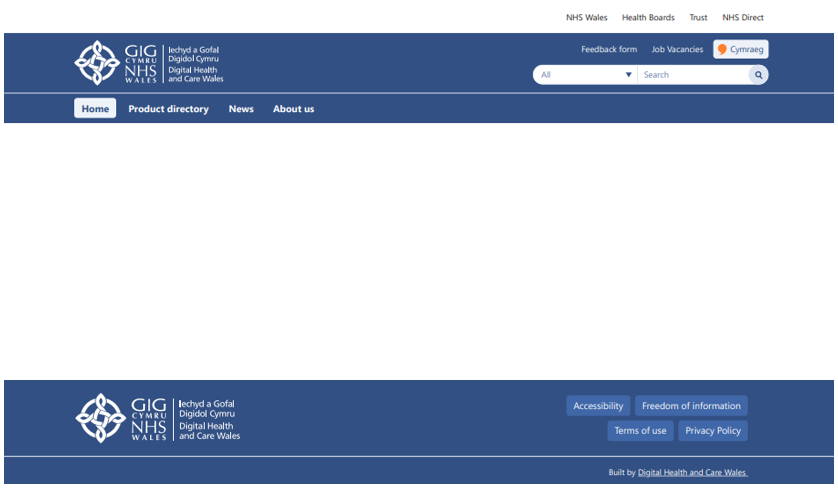 NHS Wales Health Boards Trust NHS Direct
GIG
CYMRU
NHS
WALES
Iechyd a Gofal
Digidol Cymru
Digital Health
and Care Wales
Feedback form Job Vacancies Cymraeg
All Search
Home Product directory News About us
GIG
CYMRU
NHS
WALES
Iechyd a Gofal
Digidol Cymru
Digital Health
and Care Wales
Accessibility Freedom of information
Terms of use Privacy Policy
Built by Digital Health and Care Wales